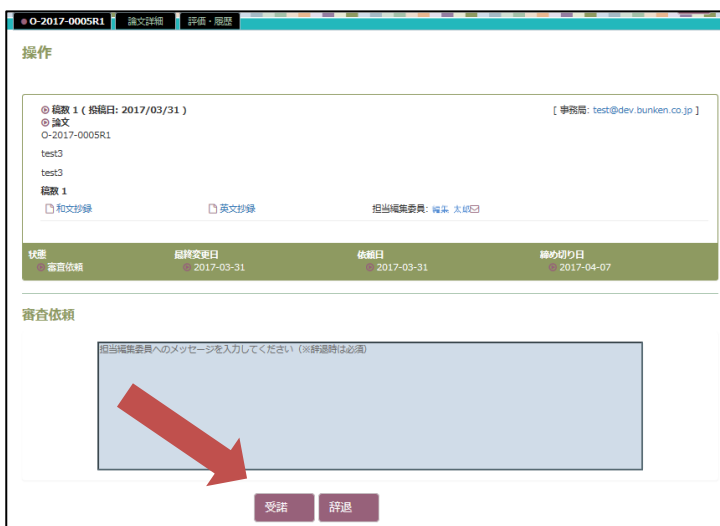 O-2017-0005R1 論文詳細 評価・履歴
操作
稿数 1 ( 投稿日: 2017/03/31 ) [ 事務局: test@dev.bunken.co.jp ]
論文
O-2017-0005R1
test3
test3
稿数 1
和文抄録 英文抄録 担当編集委員: 編集 太郎
状態 最終変更日 依頼日 締め切り日
審査依頼 2017-03-31 2017-03-31 2017-04-07
審査依頼
担当編集委員へのメッセージを入力してください（※辞退時は必須）
受諾 辞退